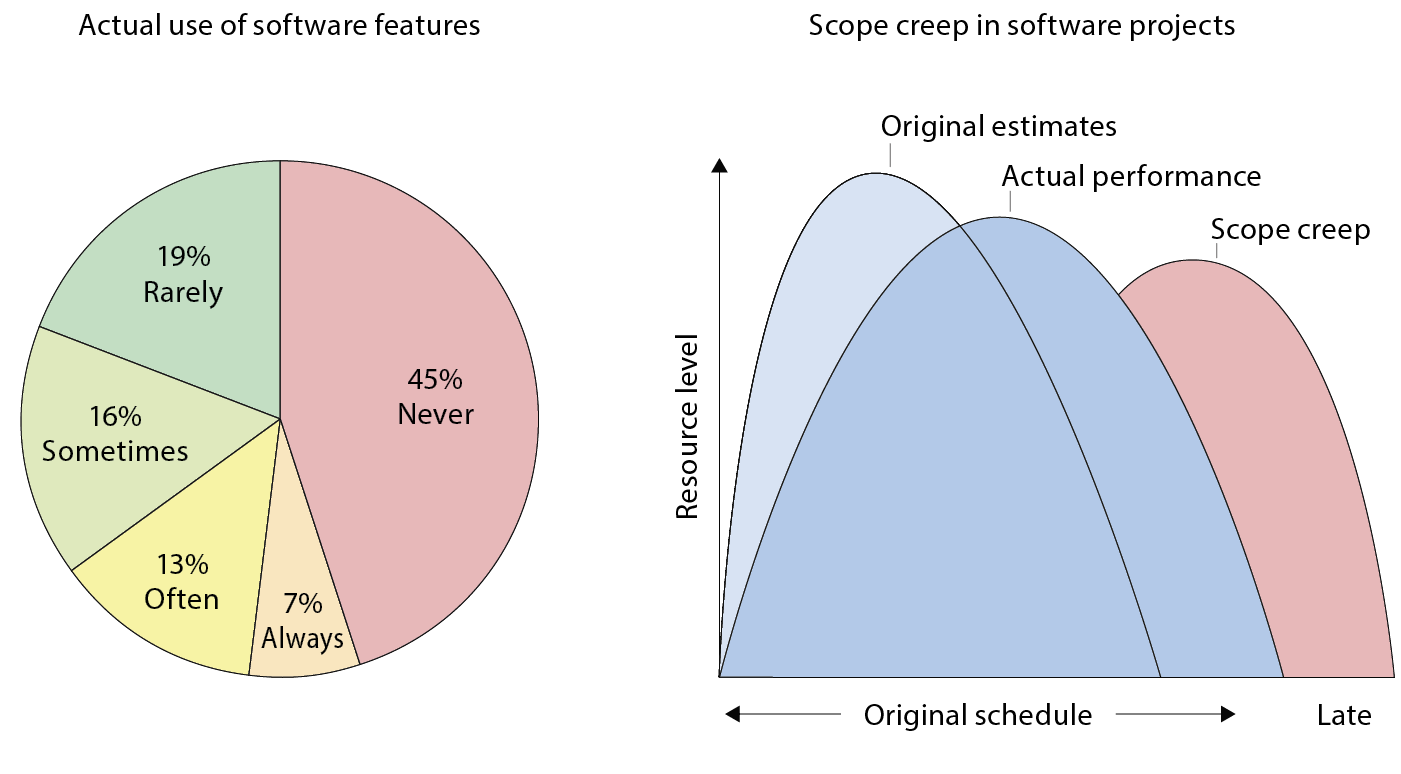 Actual use of software features
19%
Rarely
45%
Never
16%
Sometimes
13%
Often
7%
Always
Scope creep in software projects
Original estimates
Actual performance
Scope creep
Resource level
Original schedule
Late